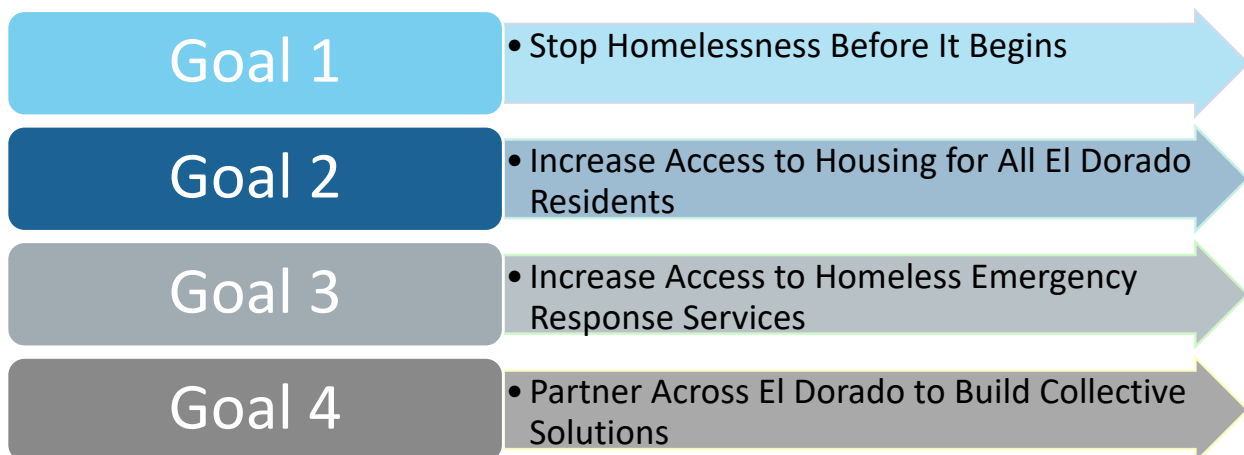 Goal 1
• Stop Homelessness Before It Begins
Goal 2
• Increase Access to Housing for All El Dorado
Residents
Goal 3
• Increase Access to Homeless Emergency
Response Services
Goal 4
• Partner Across El Dorado to Build Collective
Solutions